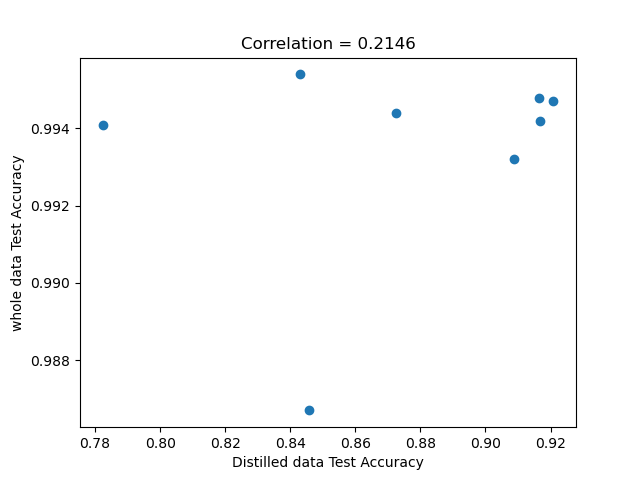 Correlation = 0.2146
whole data Test Accuracy
0.994
0.992
0.990
0.988
0.78 0.80 0.82 0.84 0.86 0.88 0.90 0.92
Distilled data Test Accuracy